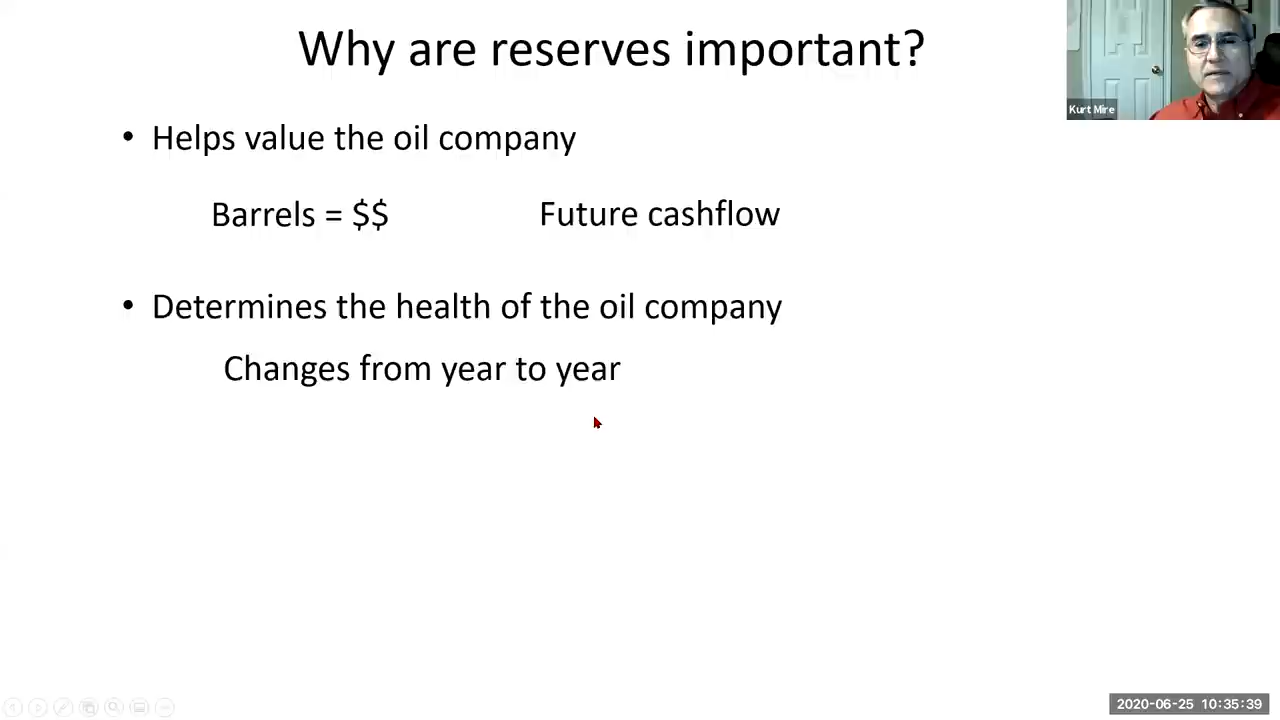 Why are reserves important?
Kurt Mire
• Helps value the oil company
Barrels = $$ Future cashflow
• Determines the health of the oil company
Changes from year to year
2020-06-25 10:35:39